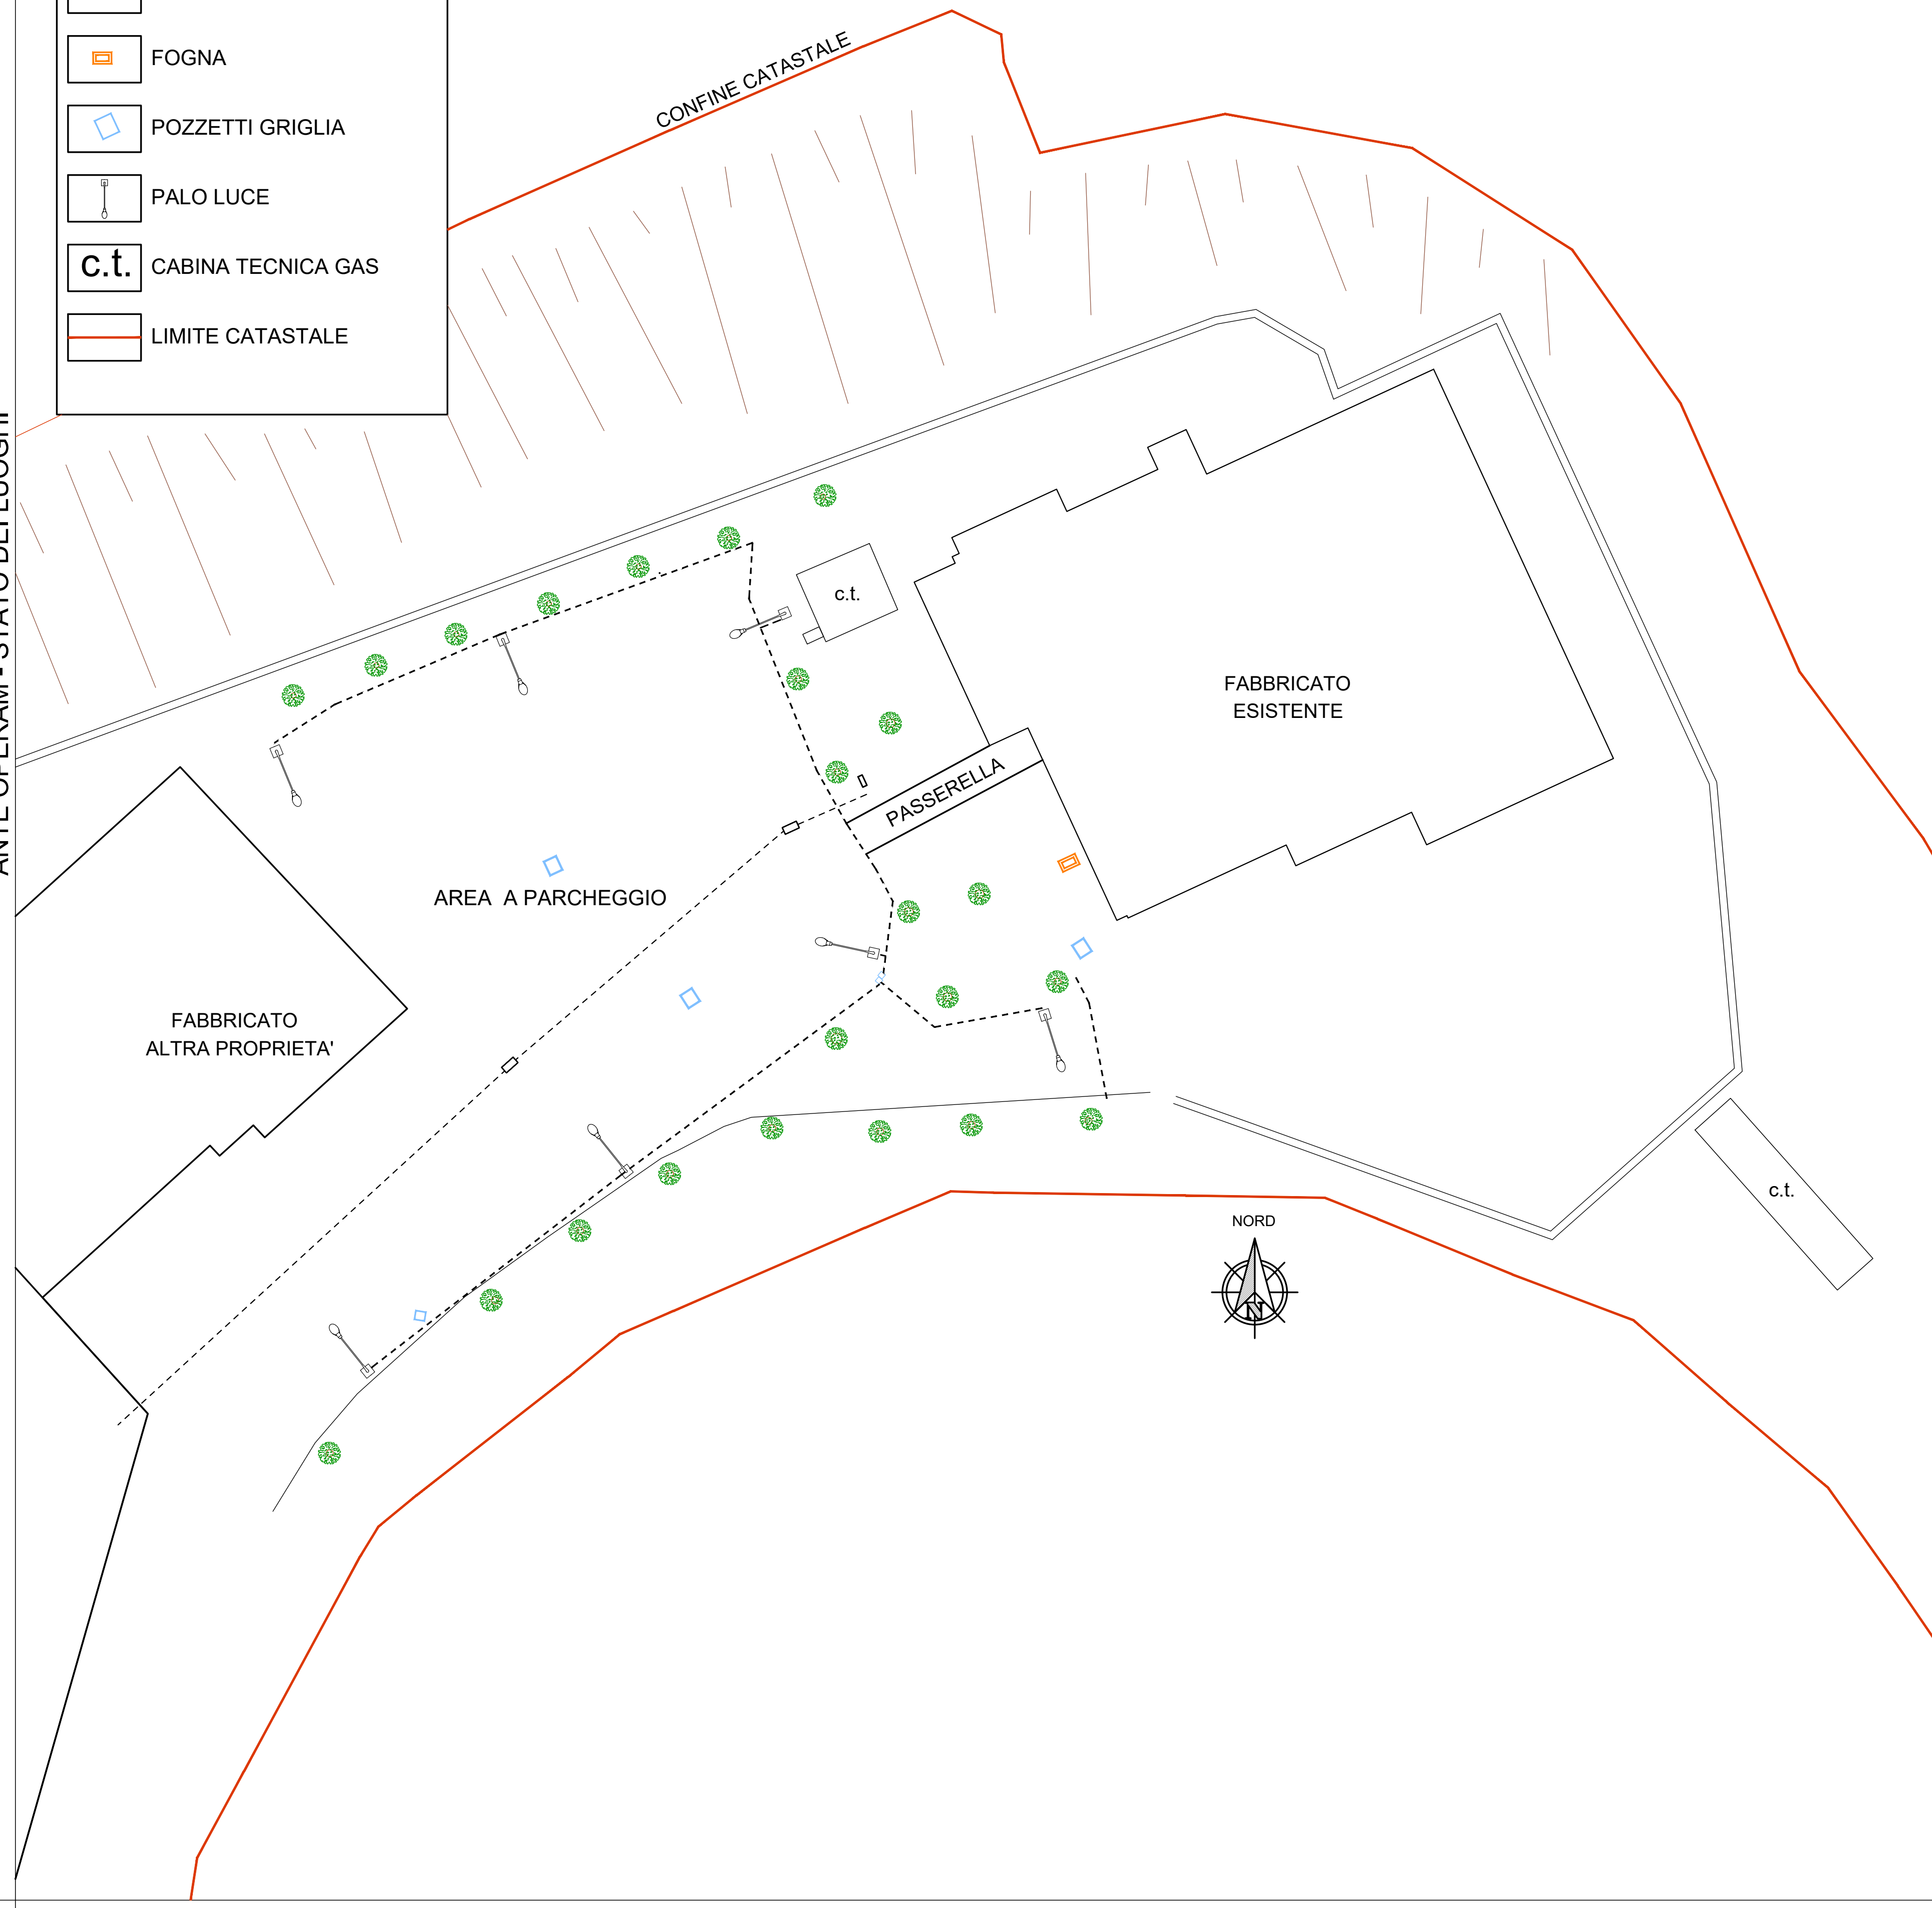 FOGNA
POZZETTI GRIGLIA
PALO LUCE
c.t. CABINA TECNICA GAS
LIMITE CATASTALE
CONFINE CATASTALE
c.t.
FABBRICATO
ESISTENTE
PASSERELLA
AREA A PARCHEGGIO
FABBRICATO
ALTRA PROPRIETA'
c.t.
NORD
N